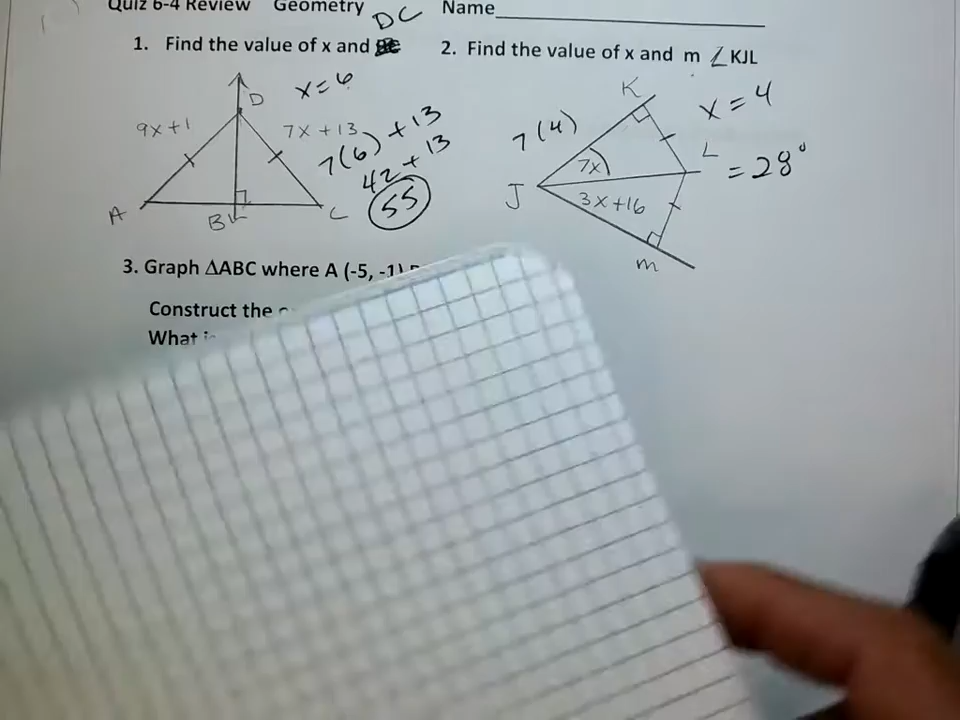 Quiz 6-4 Review Geometry Name
DC
1. Find the value of x and
x = 6
D
9x+1
7x+13
7(6) + 13
42 + 13
55
A
B
C
2. Find the value of x and m ∠KJL
K
x = 4
7(4)
7x
L
= 28°
J
3x+16
m
3. Graph ΔABC where A (-5, -1)
Construct the
What